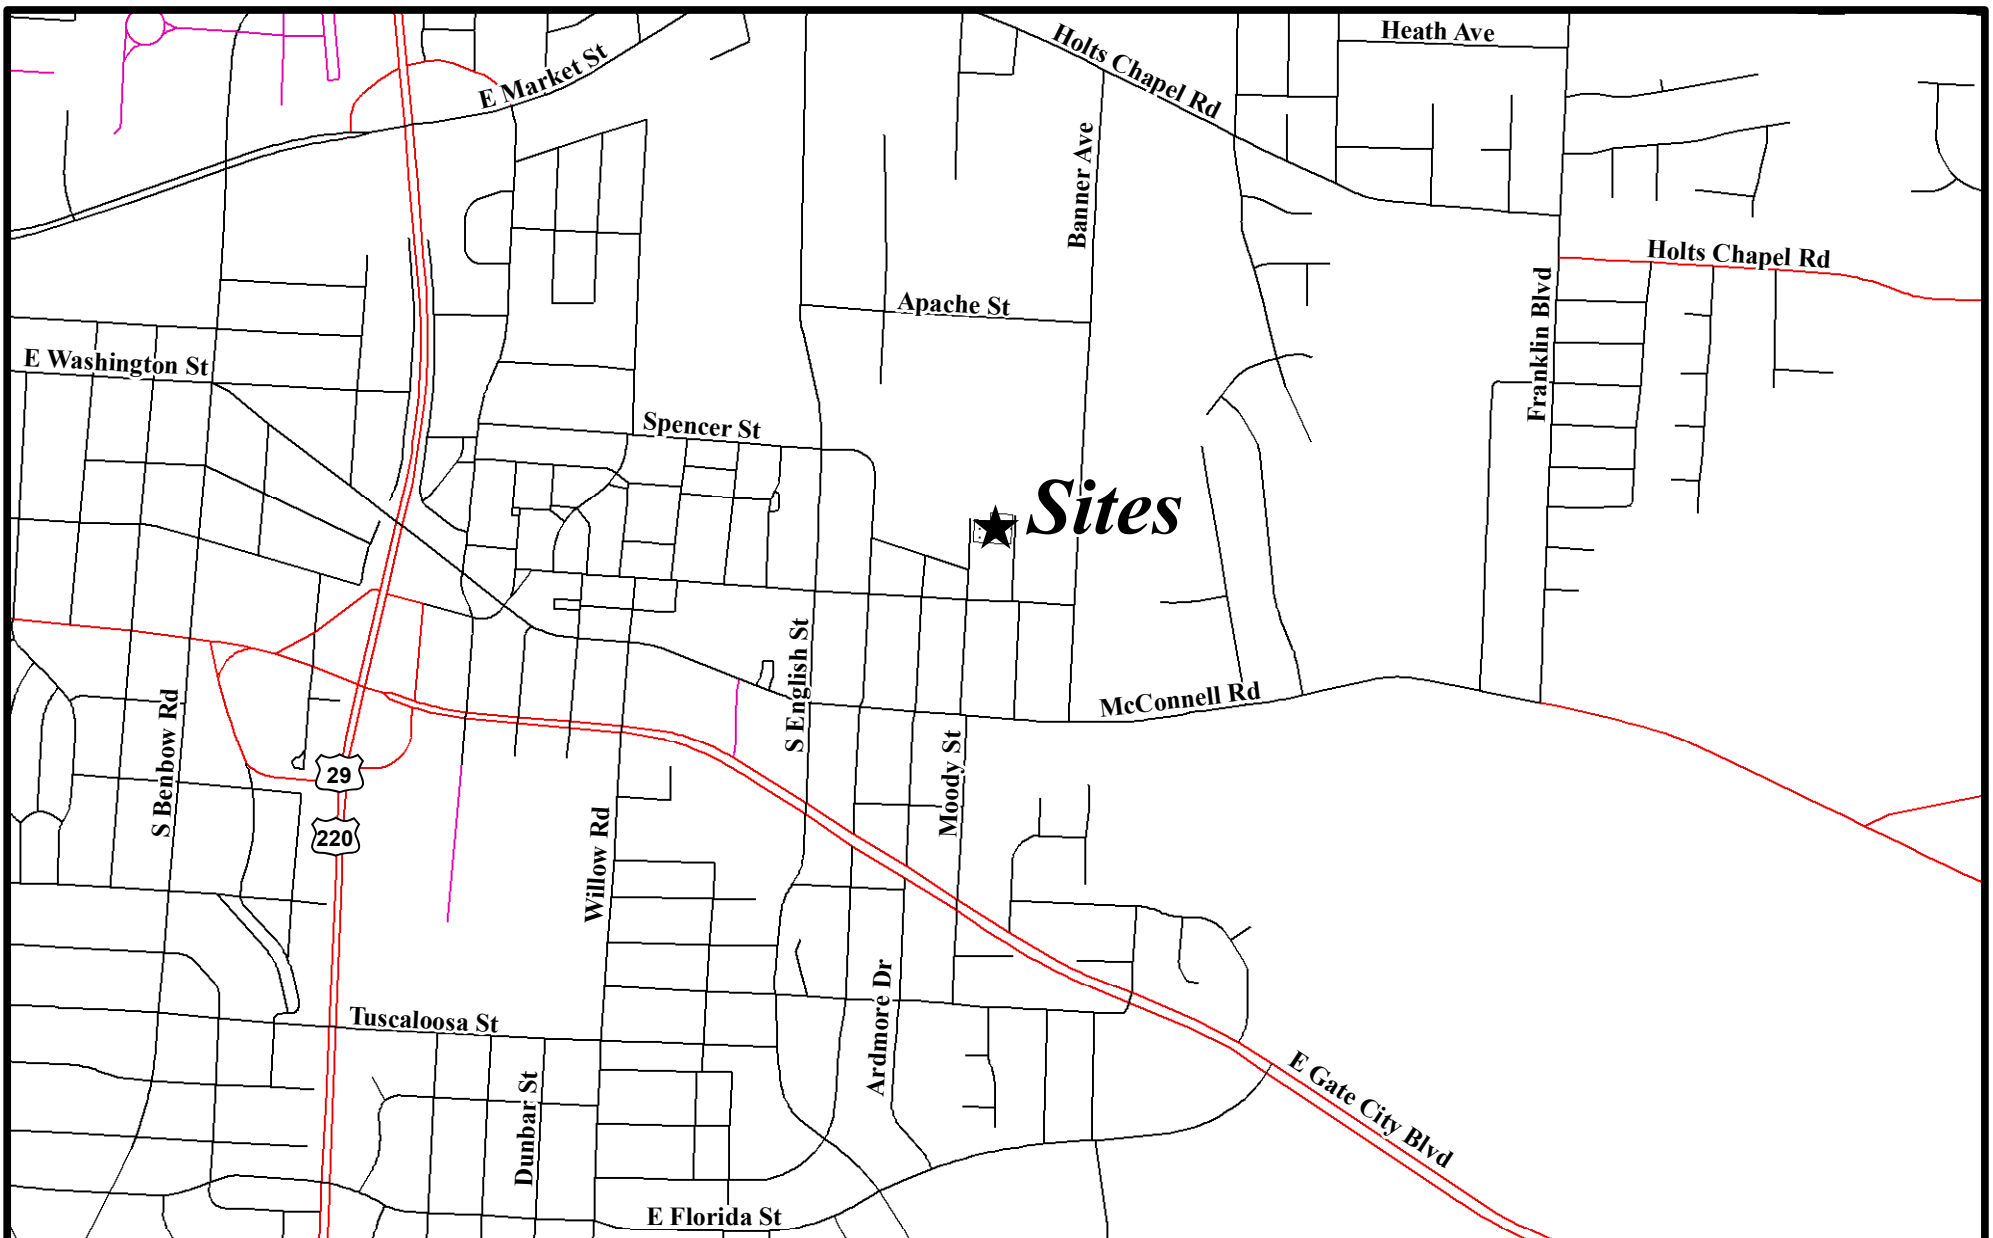 Heath Ave
Holts Chapel Rd
E Market St
Banner Ave
Holts Chapel Rd
Apache St
Franklin Blvd
E Washington St
Spencer St
Sites
McConnell Rd
S English St
S Benbow Rd
29
Moody St
220
Willow Rd
Ardmore Dr
Tuscaloosa St
E Gate City Blvd
Dunbar St
E Florida St